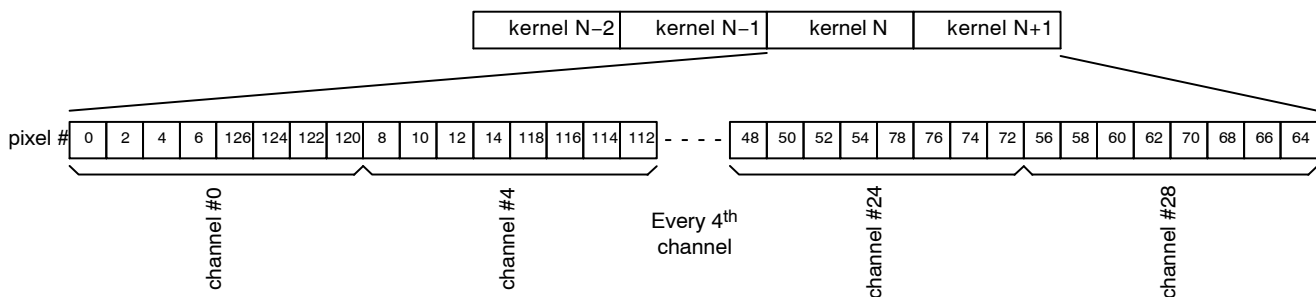 kernel N−2 kernel N−1 kernel N kernel N+1
pixel # 0 2 4 6 126 124 122 120 8 10 12 14 118 116 114 112 - - - - 48 50 52 54 78 76 74 72 56 58 60 62 70 68 66 64
channel #0
channel #4
Every 4th
channel
channel #24
channel #28